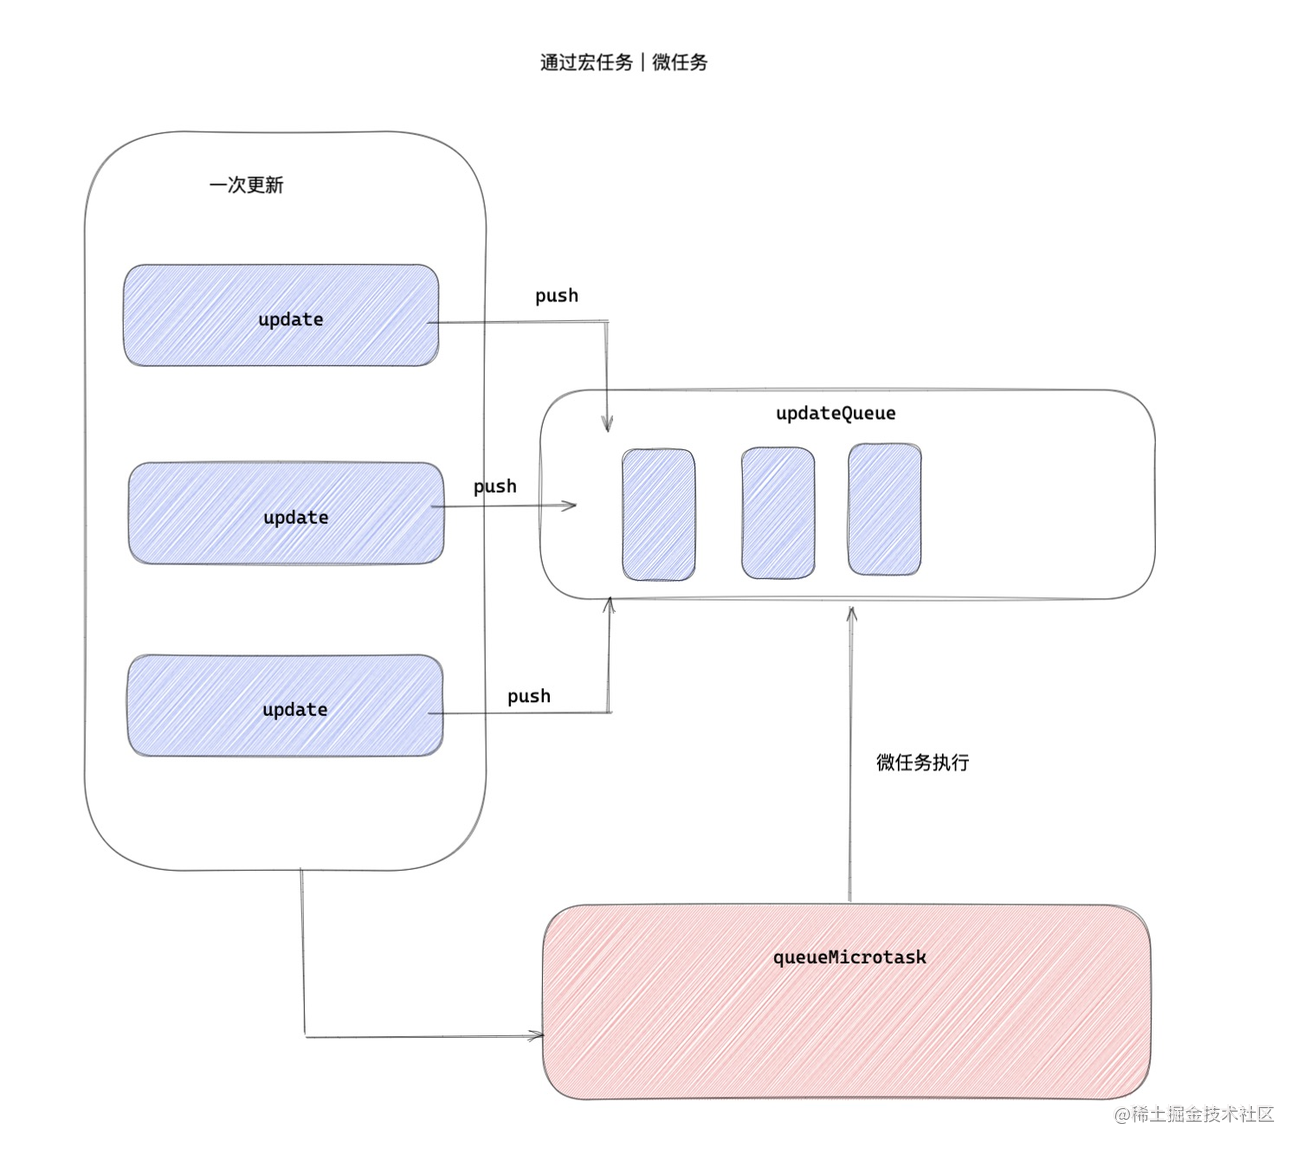 通过宏任务 | 微任务
一次更新
update
push
updateQueue
update
push
update
push
微任务执行
queueMicrotask
@稀土掘金技术社区